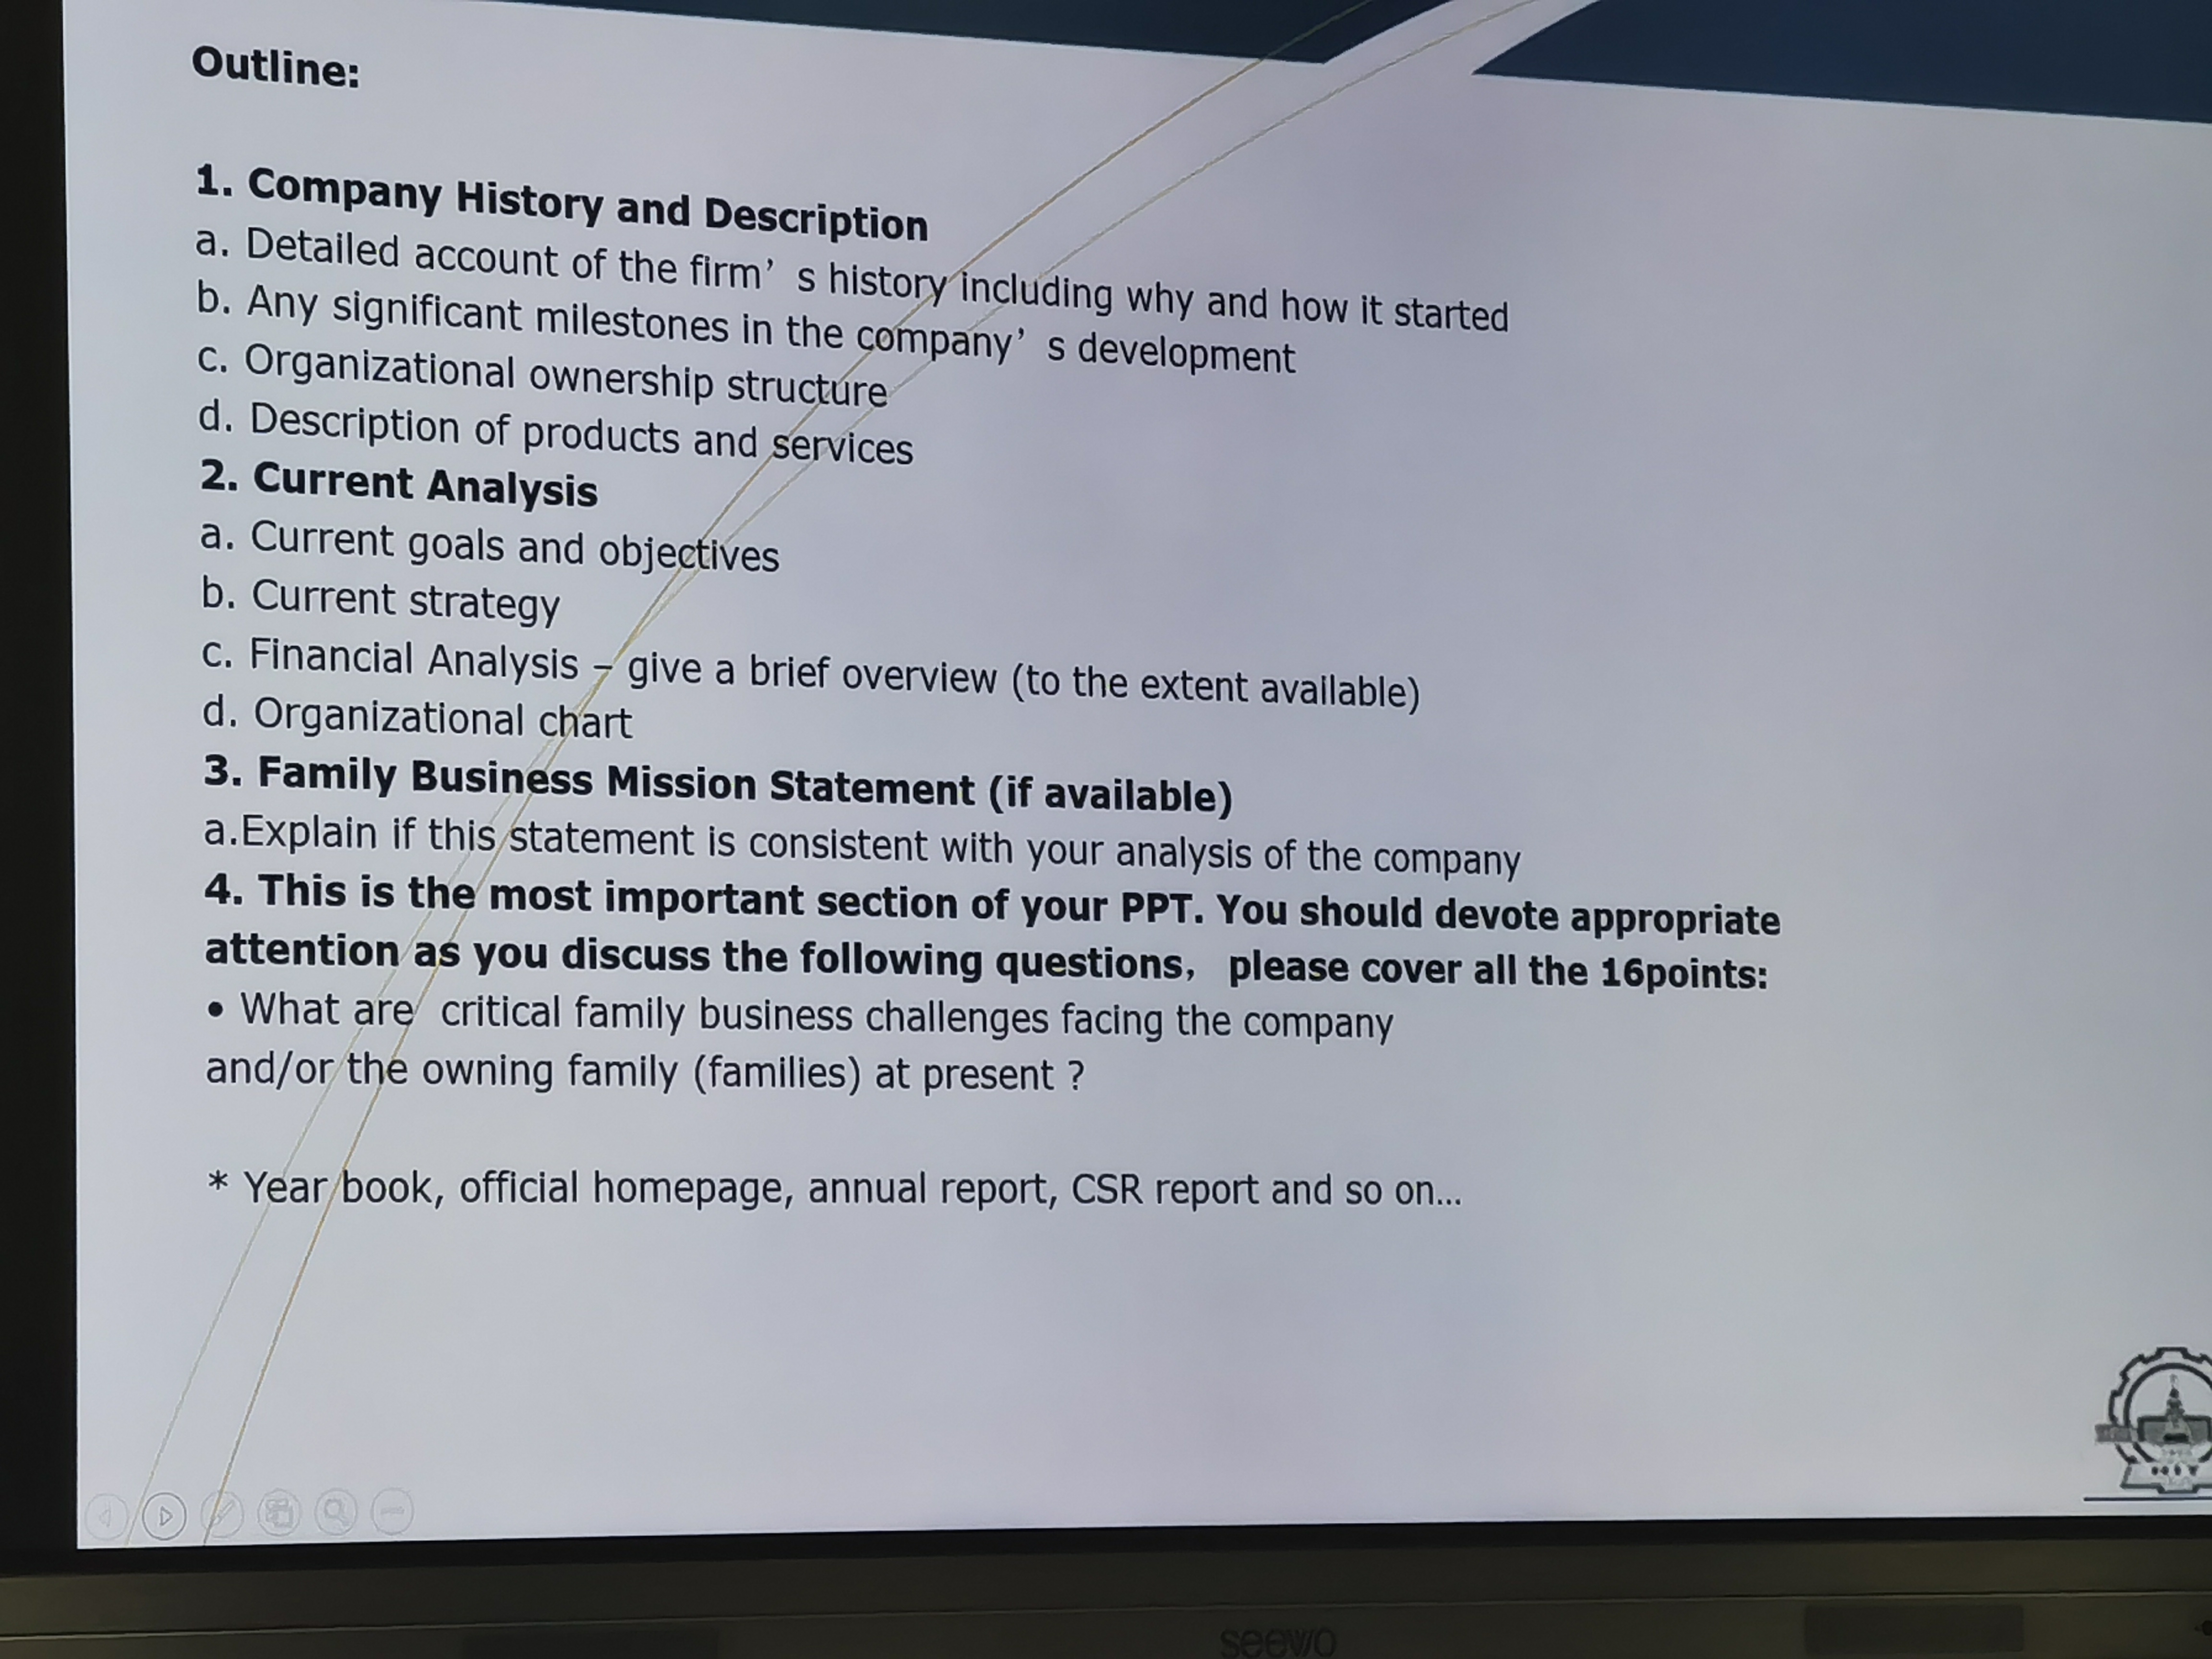 Outline:
1. Company History and Description
a. Detailed account of the firm’ s history including why and how it started
b. Any significant milestones in the company’ s development
c. Organizational ownership structure
d. Description of products and services
2. Current Analysis
a. Current goals and objectives
b. Current strategy
c. Financial Analysis – give a brief overview (to the extent available)
d. Organizational chart
3. Family Business Mission Statement (if available)
a.Explain if this statement is consistent with your analysis of the company
4. This is the most important section of your PPT. You should devote appropriate
attention as you discuss the following questions, please cover all the 16points:
• What are critical family business challenges facing the company
and/or the owning family (families) at present ?
* Year book, official homepage, annual report, CSR report and so on...
seewo